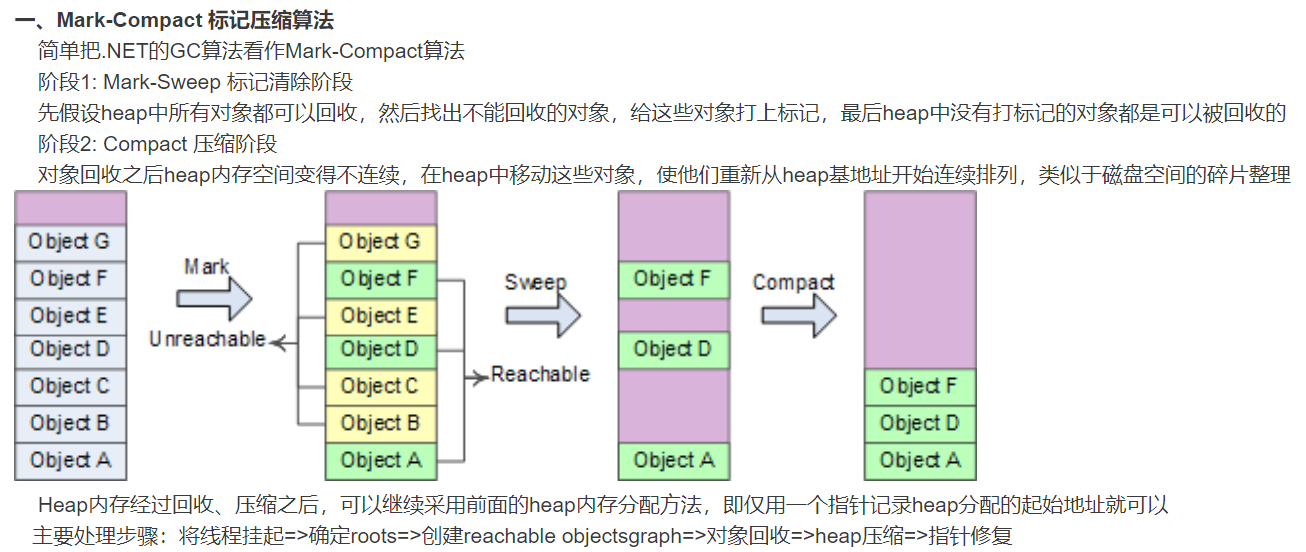 一、Mark-Compact 标记压缩算法
简单把.NET的GC算法看作Mark-Compact算法
阶段1: Mark-Sweep 标记清除阶段
先假设heap中所有对象都可以回收，然后找出不能回收的对象，给这些对象打上标记，最后heap中没有打标记的对象都是可以被回收的
阶段2: Compact 压缩阶段
对象回收之后heap内存空间变得不连续，在heap中移动这些对象，使他们重新从heap基地址开始连续排列，类似于磁盘空间的碎片整理
Object G
Object F
Object E
Object D
Object C
Object B
Object A
Mark
Unreachable
Object G
Object F
Object E
Object D
Object C
Object B
Object A
Reachable
Sweep
Object F
Object D
Object A
Compact
Object F
Object D
Object A
Heap内存经过回收、压缩之后，可以继续采用前面的heap内存分配方法，即仅用一个指针记录heap分配的起始地址就可以
主要处理步骤：将线程挂起=>确定roots=>创建reachable objectsgraph=>对象回收=>heap压缩=>指针修复